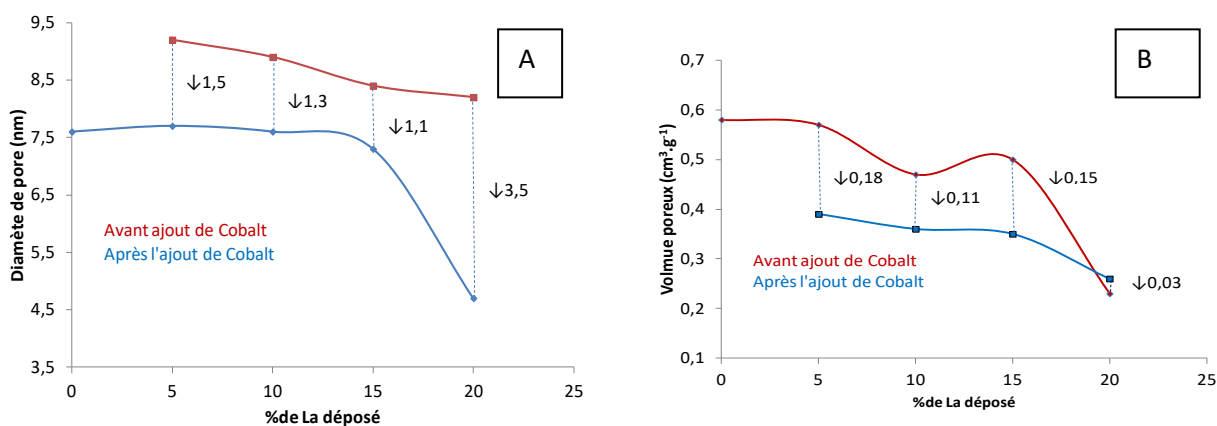 A
9,5
8,5
7,5
6,5
5,5
4,5
3,5
Diamète de pore (nm)
↓1,5
↓1,3
↓1,1
↓3,5
Avant ajout de Cobalt
Après l'ajout de Cobalt
0 5 10 15 20 25
%de La déposé
B
0,7
0,6
0,5
0,4
0,3
0,2
0,1
Volmue poreux (cm³·g⁻¹)
↓0,18
↓0,11
↓0,15
↓0,03
Avant ajout de Cobalt
Après l'ajout de Cobalt
0 5 10 15 20 25
%de La déposé